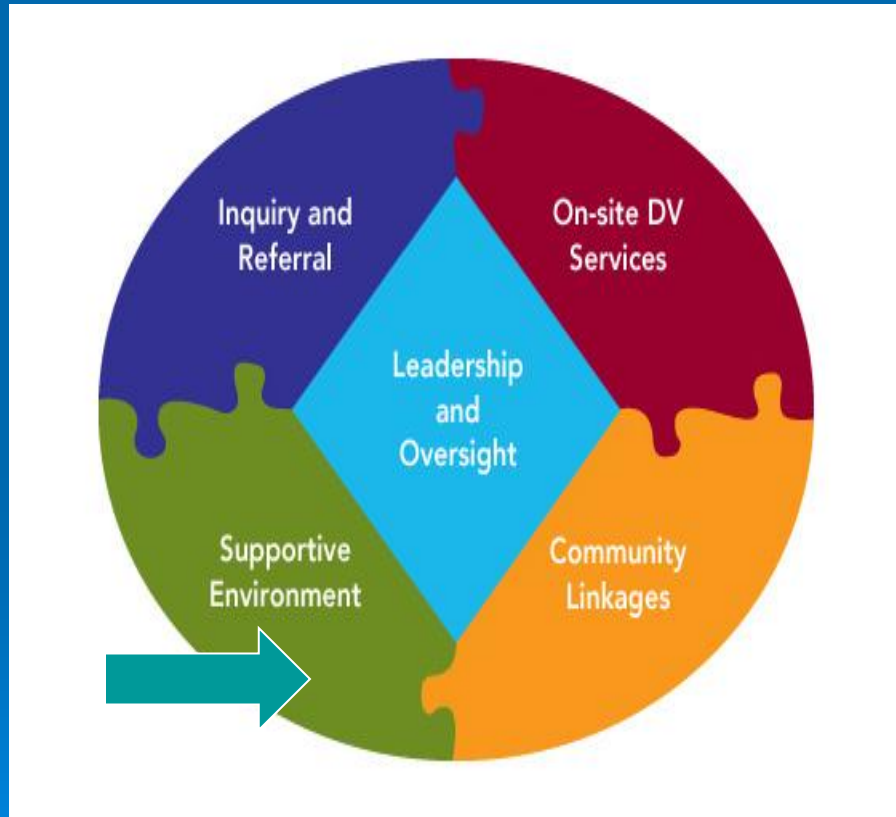 Inquiry and
Referral
On-site DV
Services
Leadership
and
Oversight
Supportive
Environment
Community
Linkages